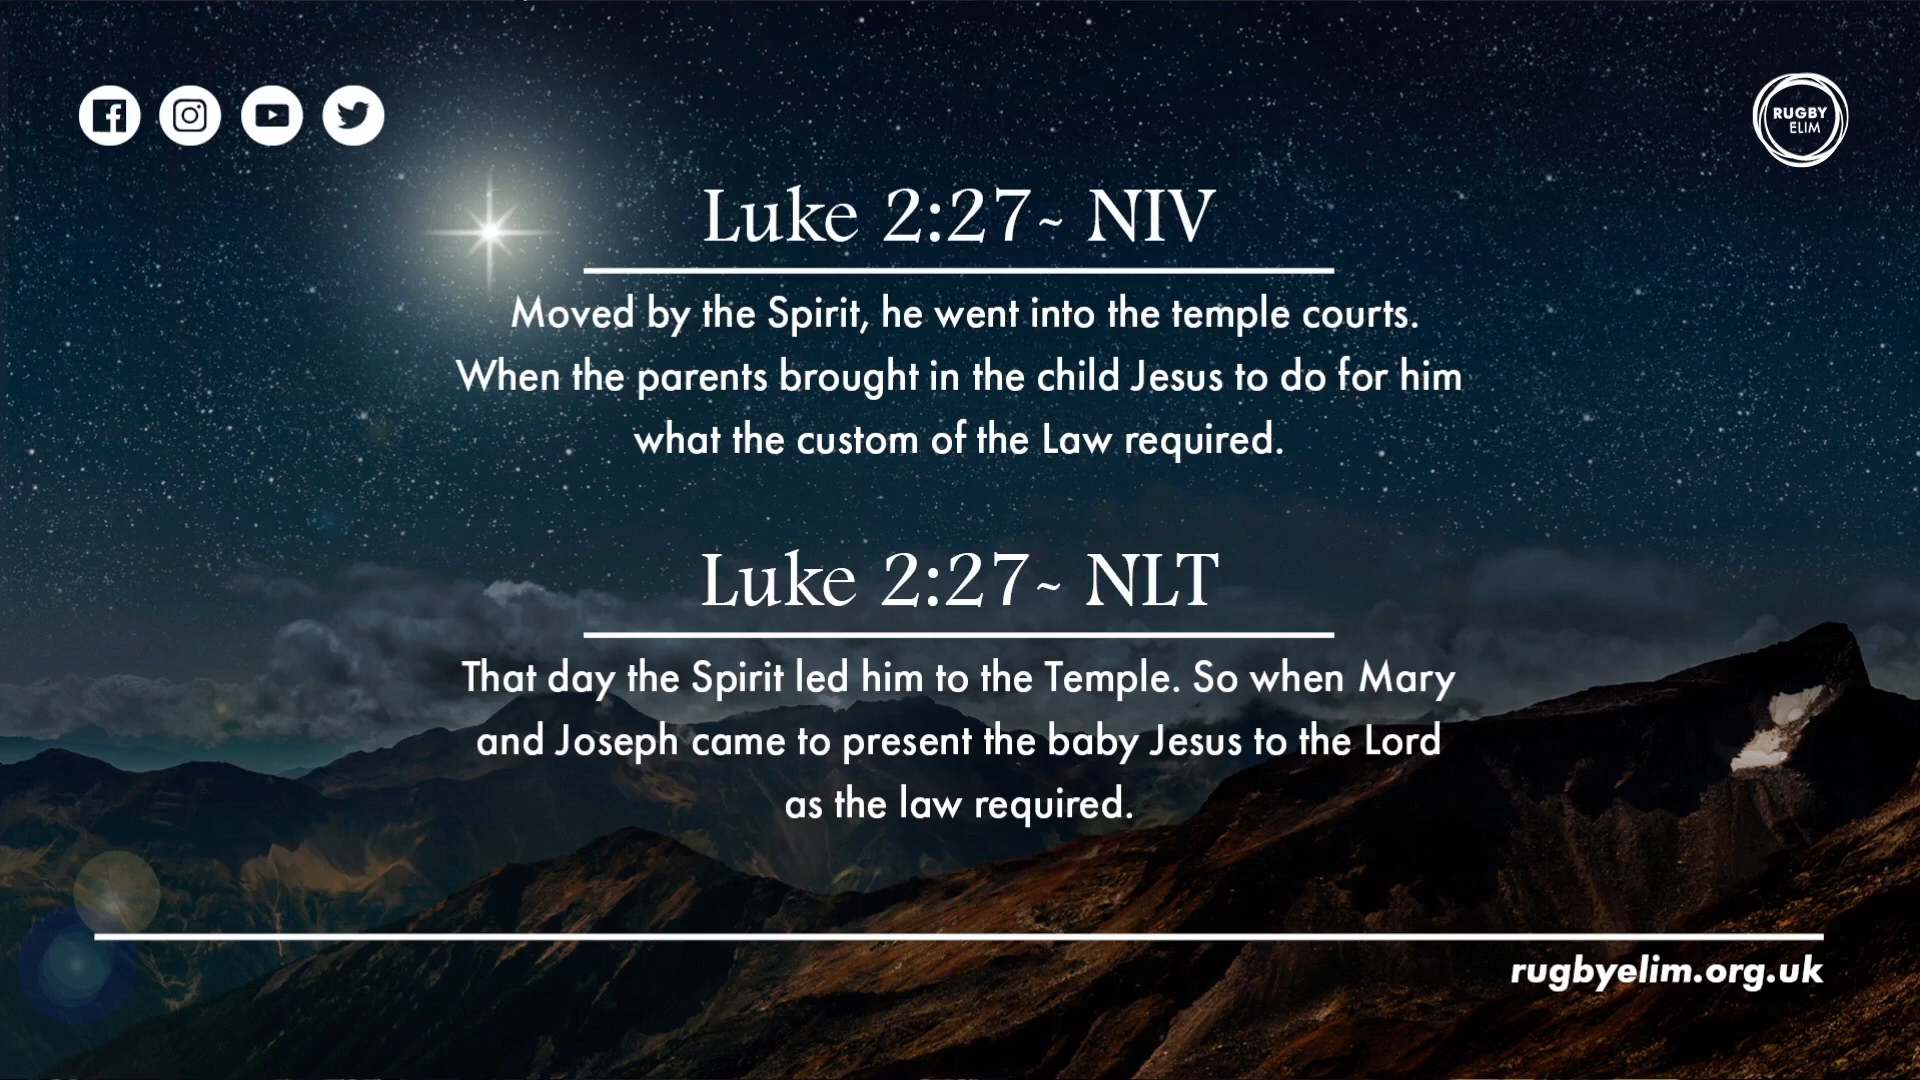 RUGBY
ELIM
Luke 2:27~ NIV
Moved by the Spirit, he went into the temple courts.
When the parents brought in the child Jesus to do for him
what the custom of the Law required.
Luke 2:27~ NLT
That day the Spirit led him to the Temple. So when Mary
and Joseph came to present the baby Jesus to the Lord
as the law required.
rugbyelim.org.uk